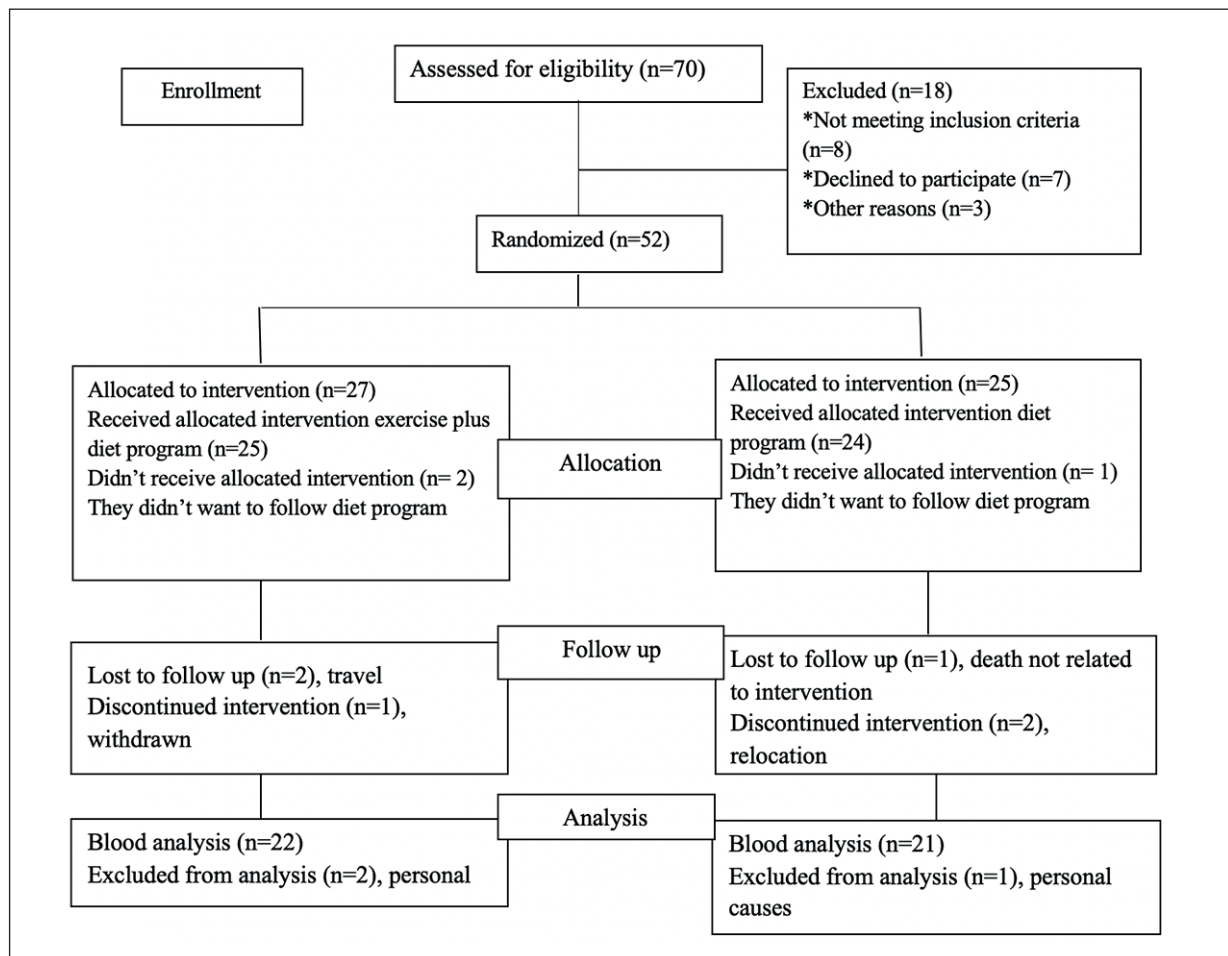 Assessed for eligibility (n=70)
Enrollment
Excluded (n=18)
*Not meeting inclusion criteria
(n=8)
*Declined to participate (n=7)
*Other reasons (n=3)
Randomized (n=52)
Allocated to intervention (n=27)
Received allocated intervention exercise plus
diet program (n=25)
Didn’t receive allocated intervention (n= 2)
They didn’t want to follow diet program
Allocation
Allocated to intervention (n=25)
Received allocated intervention diet
program (n=24)
Didn’t receive allocated intervention (n= 1)
They didn’t want to follow diet program
Lost to follow up (n=2), travel
Discontinued intervention (n=1),
withdrawn
Follow up
Lost to follow up (n=1), death not related
to intervention
Discontinued intervention (n=2),
relocation
Blood analysis (n=22)
Excluded from analysis (n=2), personal
Analysis
Blood analysis (n=21)
Excluded from analysis (n=1), personal
causes